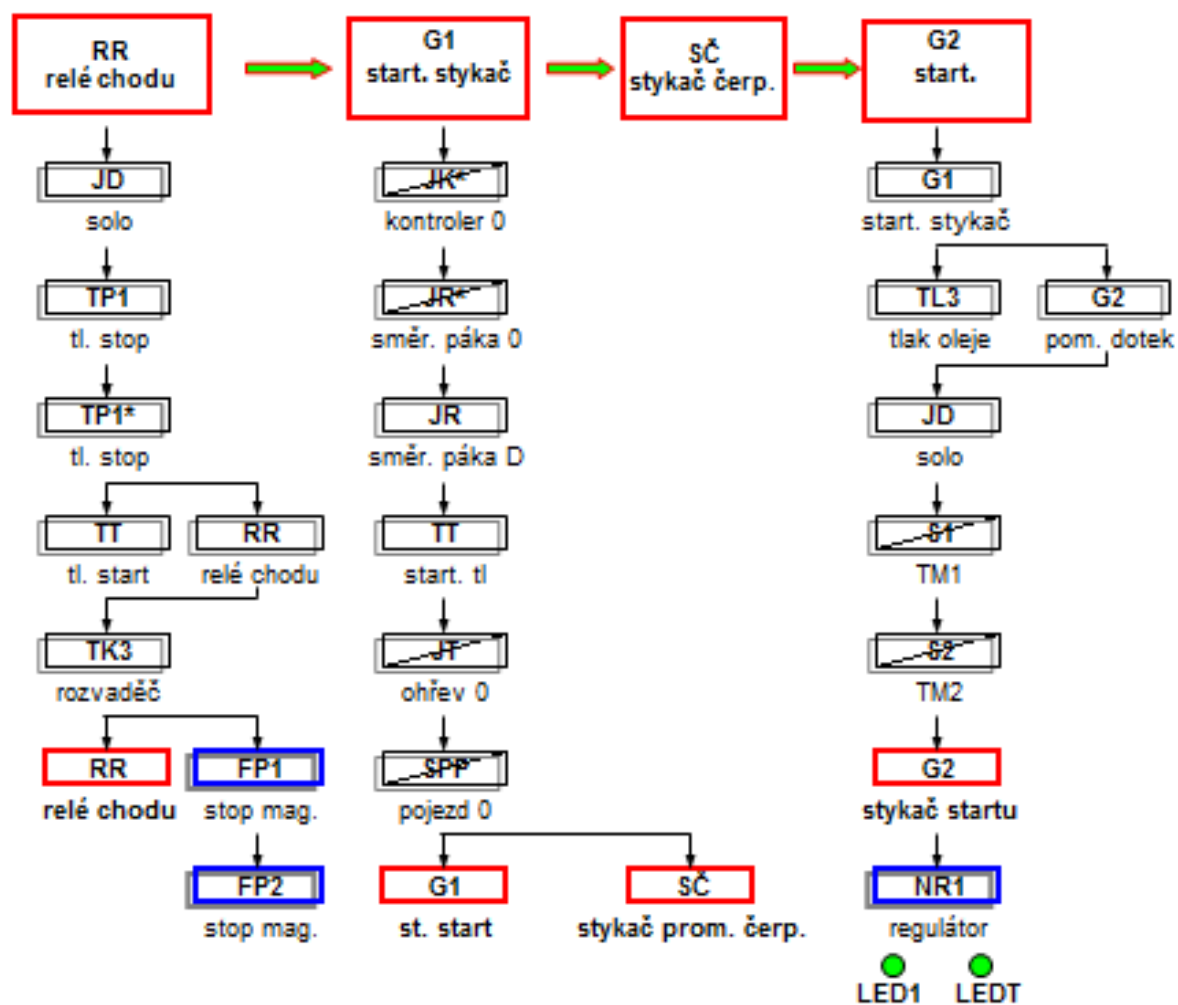 RR
relé chodu
G1
start. stykač
SČ
stykač čerp.
G2
start.
JD
solo
TP1
tl. stop
TP1*
tl. stop
TT
tl. start
RR
relé chodu
TK3
rozvaděč
RR
relé chodu
FP1
stop mag.
FP2
stop mag.
JK*
kontroler 0
JR*
směr. páka 0
JR
směr. páka D
TT
start. tl
JT
ohřev 0
SPP
pojezd 0
G1
st. start
SČ
stykač prom. čerp.
G1
start. stykač
TL3
tlak oleje
G2
pom. dotek
JD
solo
S1
TM1
S2
TM2
G2
stykač startu
NR1
regulátor
LED1
LEDT